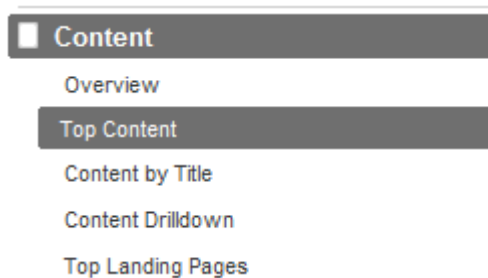 Content
Overview
Top Content
Content by Title
Content Drilldown
Top Landing Pages